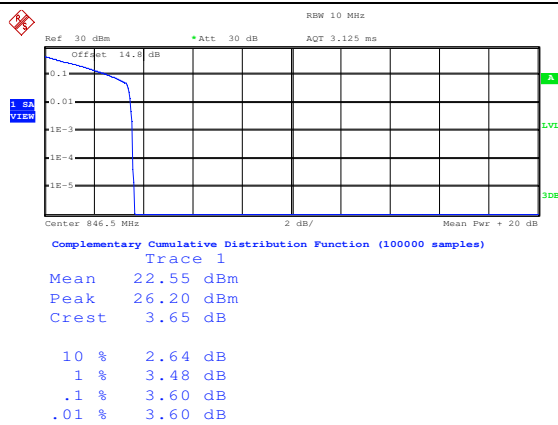 RBW 10 MHz
Ref 30 dBm *Att 30 dB AQT 3.125 ms
Offset 14.8 dB
0.1
A
0.01
1 SA
VIEW
1E-3
LVL
1E-4
1E-5
3DB
Center 846.5 MHz 2 dB/ Mean Pwr + 20 dB
Complementary Cumulative Distribution Function (100000 samples)
Trace 1
Mean 22.55 dBm
Peak 26.20 dBm
Crest 3.65 dB
10 % 2.64 dB
1 % 3.48 dB
.1 % 3.60 dB
.01 % 3.60 dB